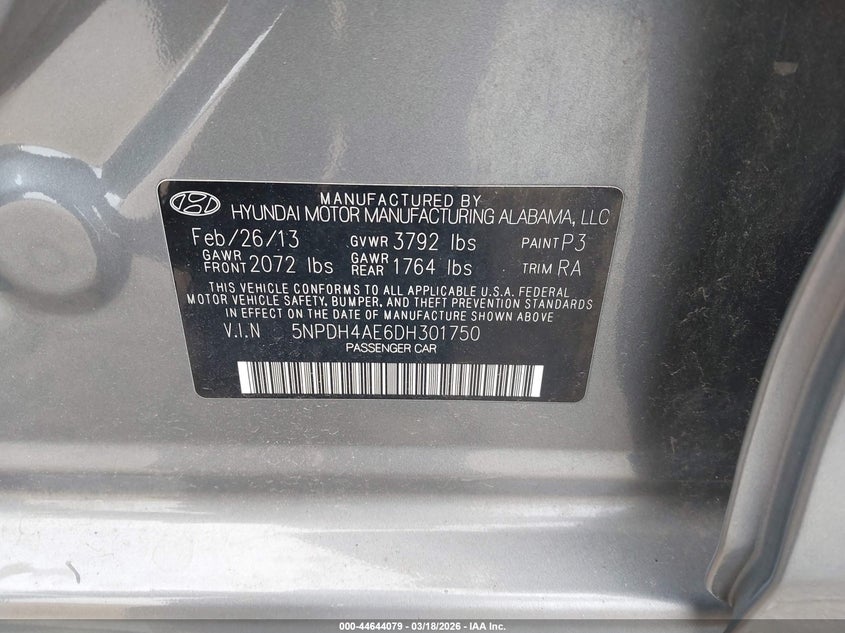 MANUFACTURED BY
HYUNDAI MOTOR MANUFACTURING ALABAMA, LLC
Feb/26/13 GVWR 3792 lbs PAINT P3
GAWR FRONT 2072 lbs GAWR REAR 1764 lbs TRIM RA
THIS VEHICLE CONFORMS TO ALL APPLICABLE U.S.A. FEDERAL
MOTOR VEHICLE SAFETY, BUMPER, AND THEFT PREVENTION STANDARDS
IN EFFECT ON THE DATE OF MANUFACTURE SHOWN ABOVE
V.I.N 5NPDH4AE6DH301750
PASSENGER CAR
000-44644079 - 03/18/2026 - IAA Inc.